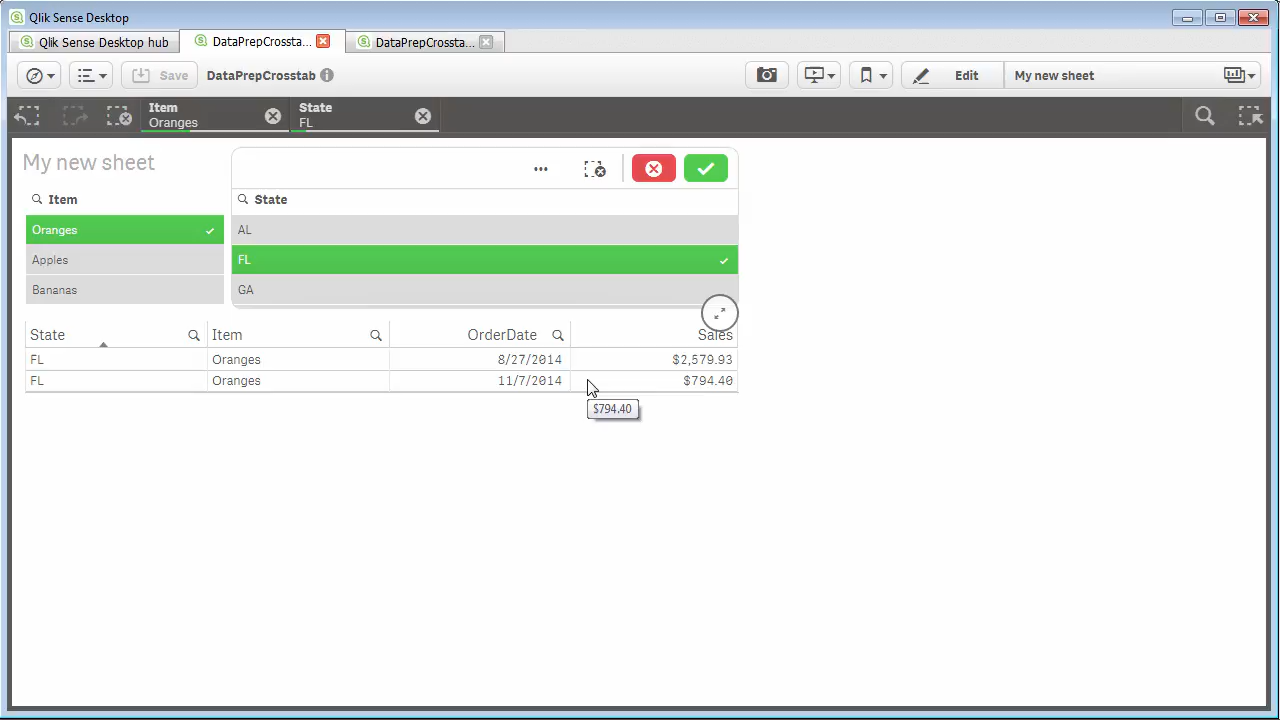 Qlik Sense Desktop
Qlik Sense Desktop hub
DataPrepCrossta...
DataPrepCrossta...
Save
DataPrepCrosstab
Edit
My new sheet
Item
Oranges
State
FL
My new sheet
Item
Oranges
Apples
Bananas
State
AL
FL
GA
State Item OrderDate Sales
FL Oranges 8/27/2014 $2,579.93
FL Oranges 11/7/2014 $794.40
$794.40